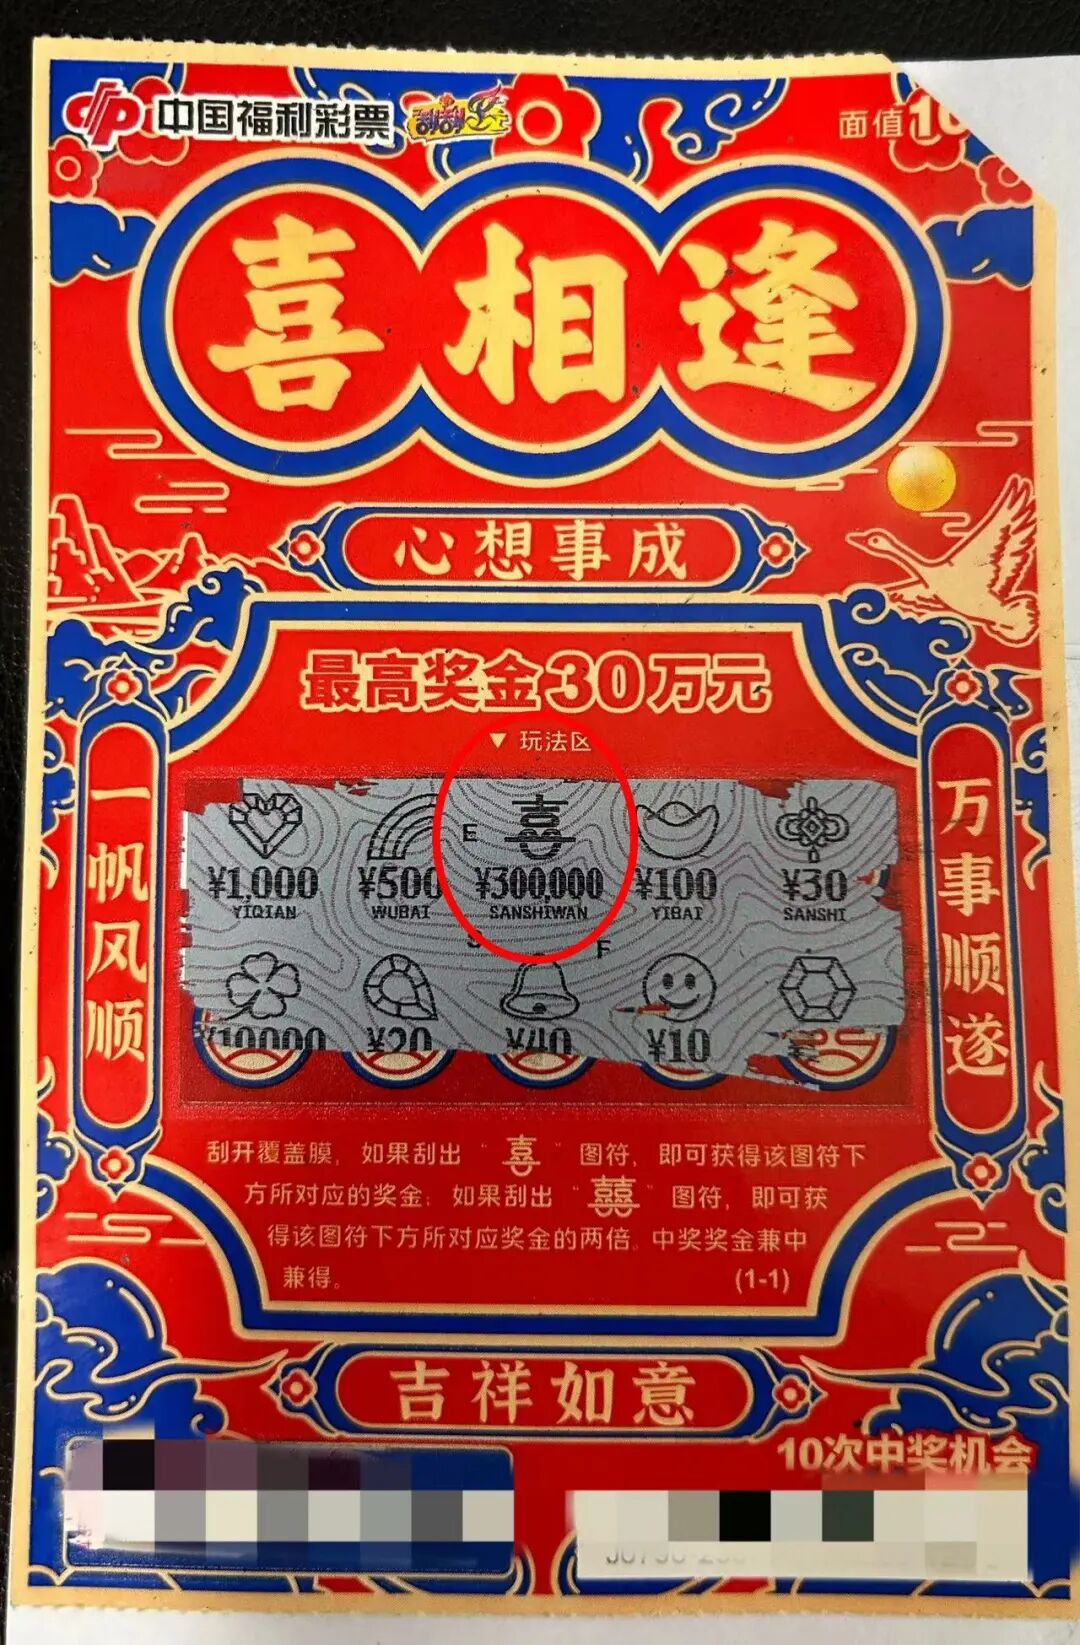 中国福利彩票 刮刮乐
面值10
喜相逢
心想事成
最高奖金30万元
▼ 玩法区
一帆风顺
万事顺遂
E 喜
¥1,000 ¥500 ¥300,000 ¥100 ¥30
YIQIAN WUBAI SANSHIWAN YIBAI SANSHI
F
¥10000 ¥20 ¥40 ¥10
刮开覆盖膜，如果刮出“喜”图符，即可获得该图符下
方所对应的奖金；如果刮出“囍”图符，即可获
得该图符下方所对应奖金的两倍。中奖奖金兼中
兼得。 (1-1)
吉祥如意
10次中奖机会